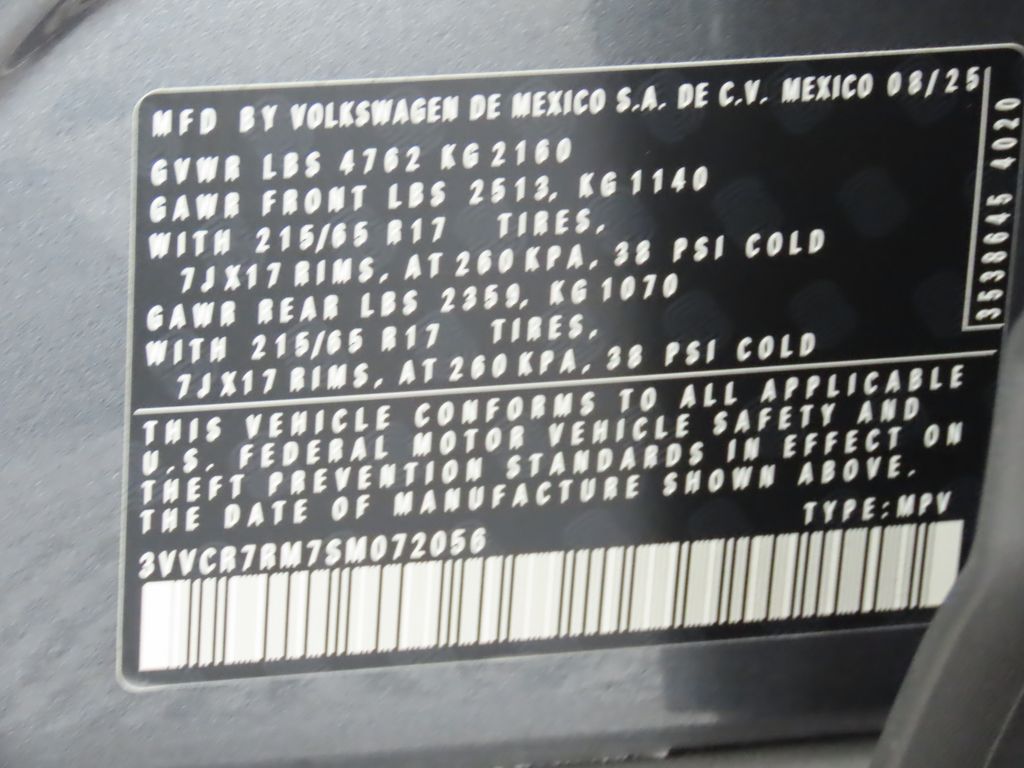 MFD BY VOLKSWAGEN DE MEXICO S.A. DE C.V. MEXICO 08/25
GVWR LBS 4762 KG 2160
GAWR FRONT LBS 2513, KG 1140
WITH 215/65 R17 TIRES,
7JX17 RIMS, AT 260 KPA, 38 PSI COLD
GAWR REAR LBS 2359, KG 1070
WITH 215/65 R17 TIRES,
7JX17 RIMS, AT 260 KPA, 38 PSI COLD
3538645 4020
THIS VEHICLE CONFORMS TO ALL APPLICABLE
U.S. FEDERAL MOTOR VEHICLE SAFETY AND
THEFT PREVENTION STANDARDS IN EFFECT ON
THE DATE OF MANUFACTURE SHOWN ABOVE.
TYPE: MPV
3VVCR7RM7SM072056